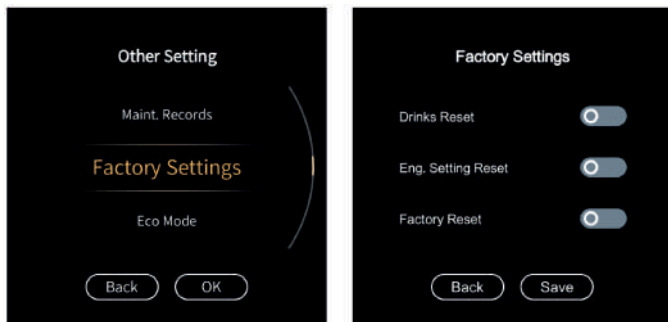 Other Setting
Maint. Records
Factory Settings
Eco Mode
Back OK
Factory Settings
Drinks Reset
Eng. Setting Reset
Factory Reset
Back Save